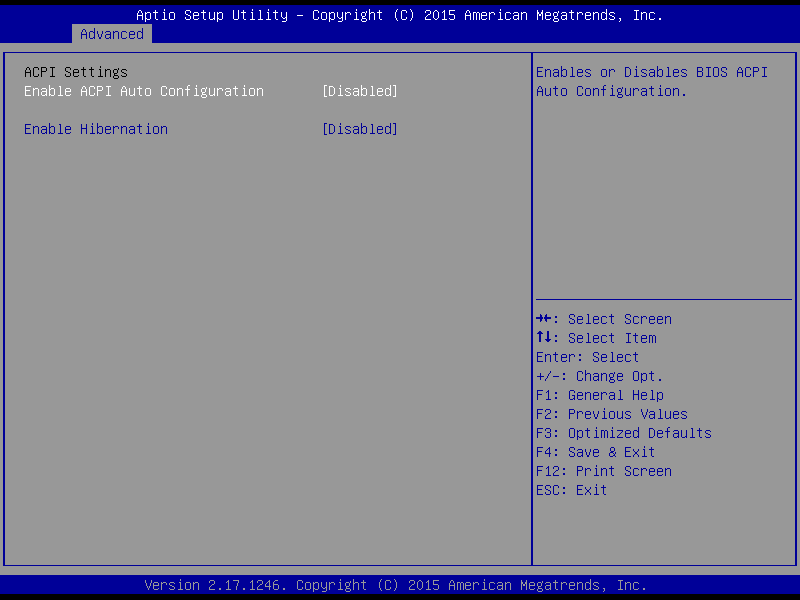 Aptio Setup Utility – Copyright (C) 2015 American Megatrends, Inc.
Advanced
ACPI Settings
Enable ACPI Auto Configuration [Disabled]
Enable Hibernation [Disabled]
Enables or Disables BIOS ACPI
Auto Configuration.
→←: Select Screen
↑↓: Select Item
Enter: Select
+/-: Change Opt.
F1: General Help
F2: Previous Values
F3: Optimized Defaults
F4: Save & Exit
F12: Print Screen
ESC: Exit
Version 2.17.1246. Copyright (C) 2015 American Megatrends, Inc.